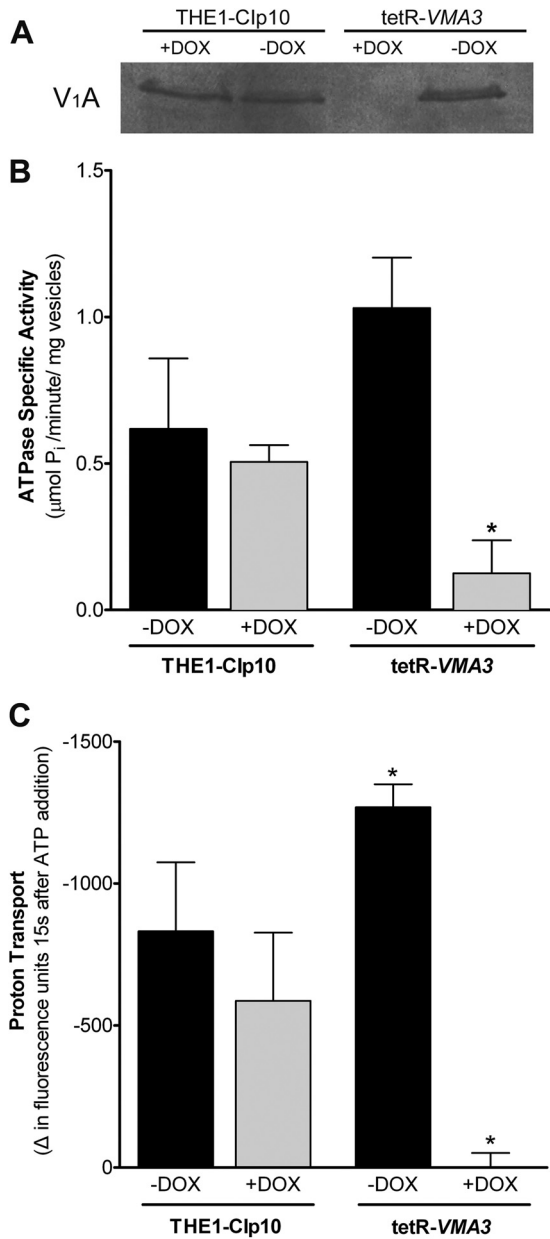 A
THE1-CIp10 tetR-VMA3
+DOX -DOX +DOX -DOX
V1A
B
ATPase Specific Activity
(μmol Pi /minute/ mg vesicles)
1.5
1.0
0.5
0.0
*
-DOX +DOX -DOX +DOX
THE1-CIp10 tetR-VMA3
C
Proton Transport
(Δ in fluorescence units 15s after ATP addition)
-1500
-1000
-500
0
*
*
-DOX +DOX -DOX +DOX
THE1-CIp10 tetR-VMA3